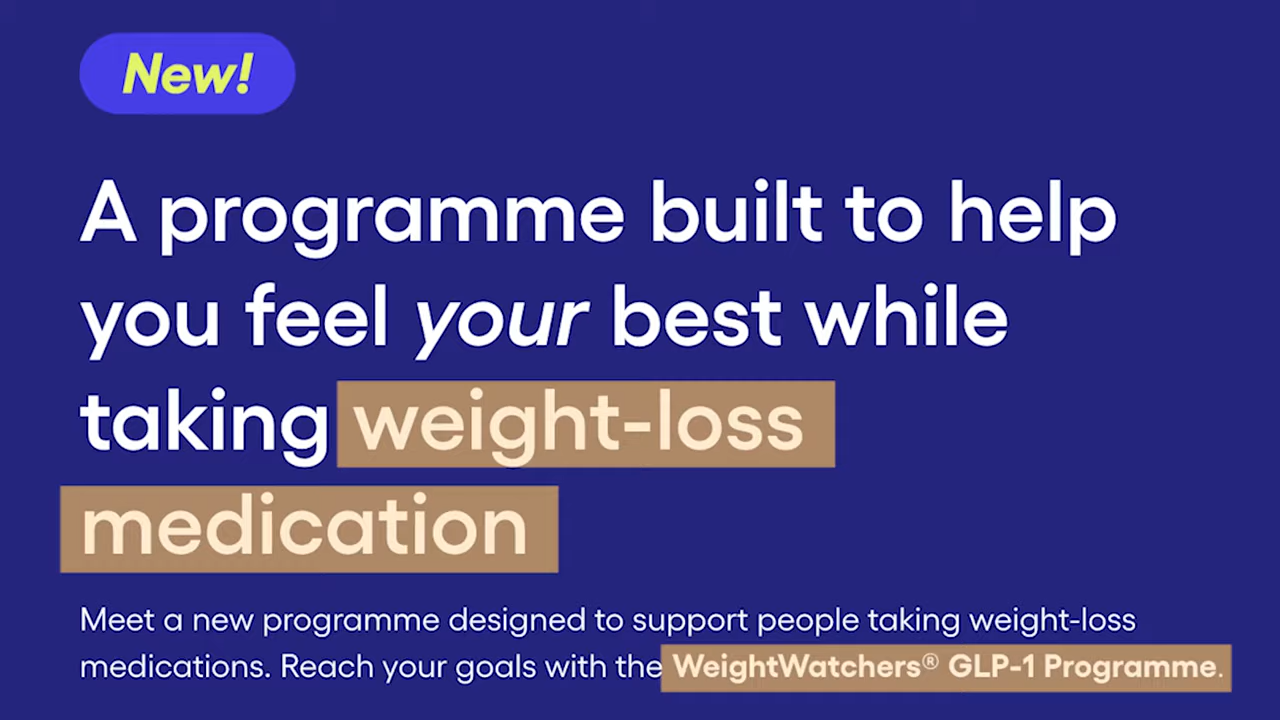 New!
A programme built to help
you feel your best while
taking weight-loss
medication
Meet a new programme designed to support people taking weight-loss
medications. Reach your goals with the WeightWatchers® GLP-1 Programme.